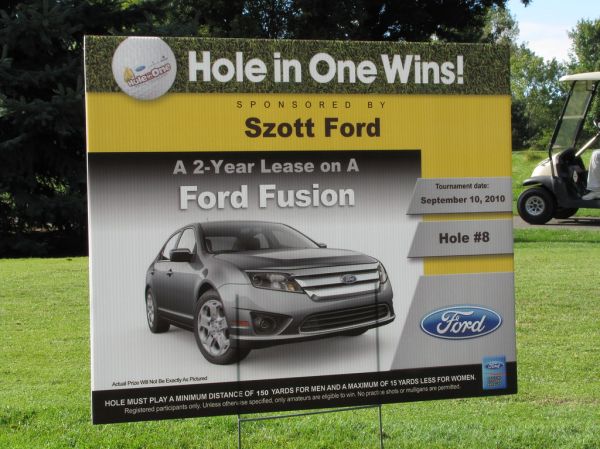 Hole in One
Hole in One Wins!
SPONSORED BY
Szott Ford
A 2-Year Lease on A
Ford Fusion
Tournament date:
September 10, 2010
Hole #8
Ford
Actual Prize Will Not Be Exactly As Pictured
HOLE MUST PLAY A MINIMUM DISTANCE OF 150 YARDS FOR MEN AND A MAXIMUM OF 15 YARDS LESS FOR WOMEN.
Registered participants only. Unless otherwise specified, only amateurs are eligible to win. No practice shots or mulligans are permitted.